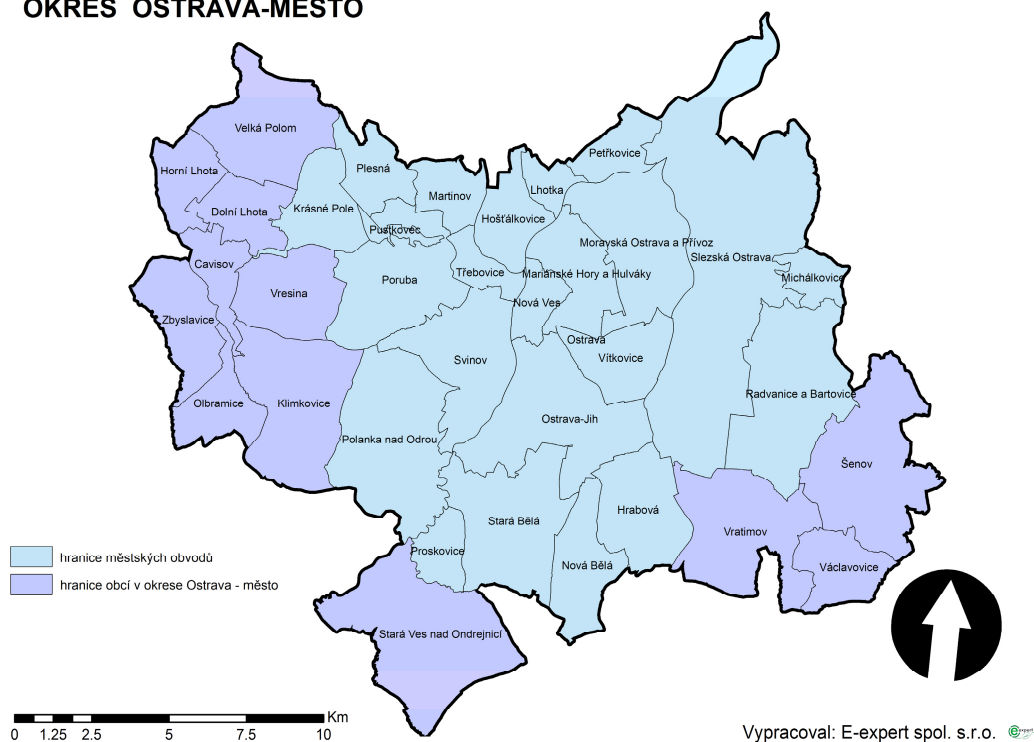 OKRES OSTRAVA-MĚSTO
Velká Polom
Petřkovice
Plesná
Horní Lhota
Lhotka
Martinov
Krásné Pole
Dolní Lhota
Hošťálkovice
Pustkovec
Moravská Ostrava a Přívoz
Slezská Ostrava
Cavisov
Třebovice
Mariánské Hory a Hulváky
Michálkovice
Poruba
Vresina
Nová Ves
Zbyslavice
Ostrava
Svinov
Vítkovice
Radvanice a Bartovice
Olbramice
Klimkovice
Ostrava-Jih
Polanka nad Odrou
Šenov
Hrabová
Stará Bělá
Vratimov
Proskovice
hranice městských obvodů
Nová Bělá
Václavovice
hranice obcí v okrese Ostrava - město
Stará Ves nad Ondrejnicí
Km
0 1.25 2.5 5 7.5 10
Vypracoval: E-expert spol. s.r.o.